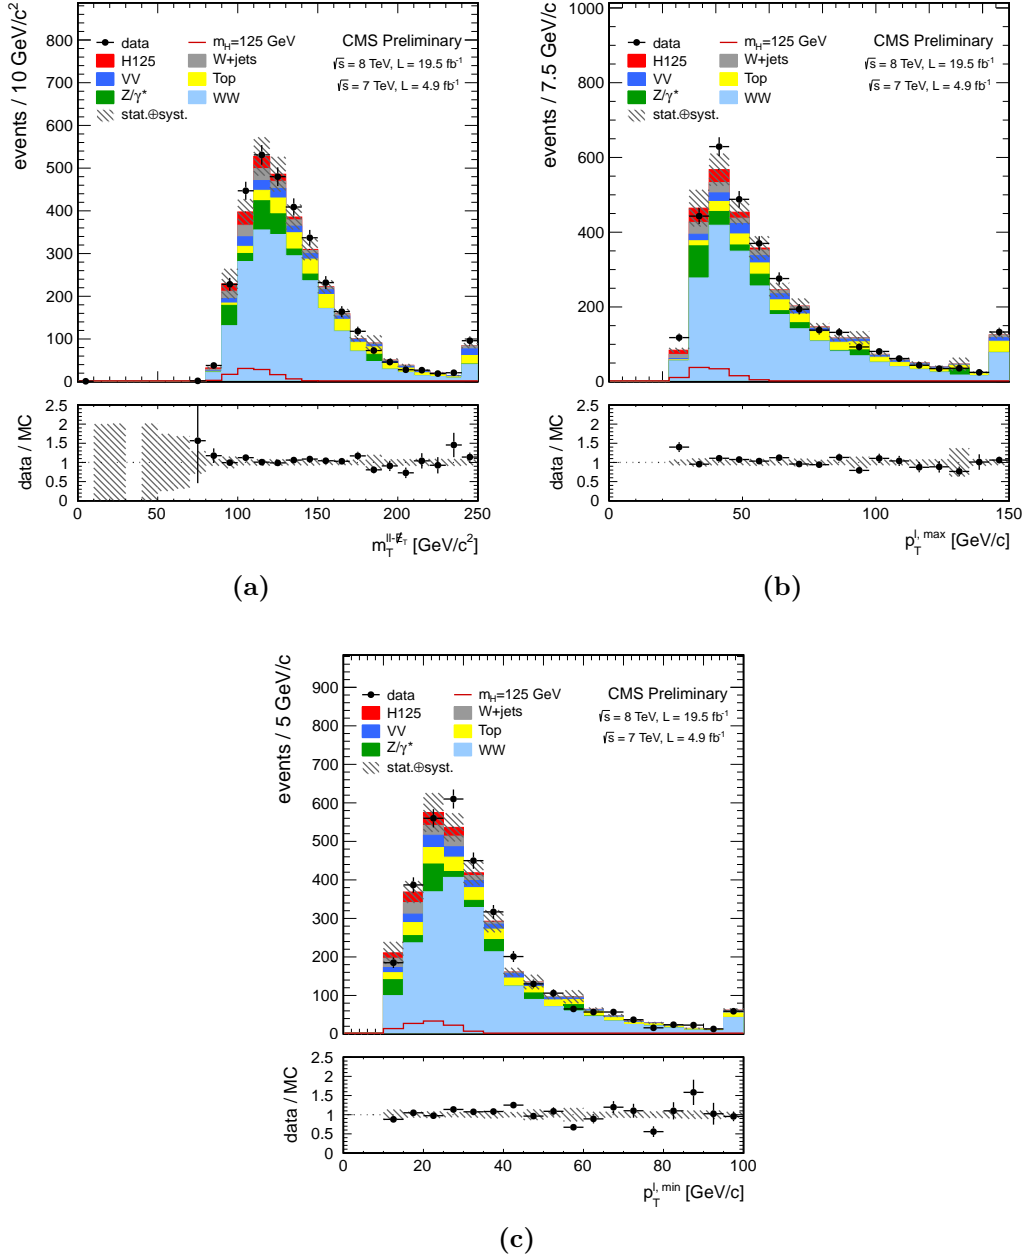 events / 10 GeV/c²
800
700
600
500
400
300
200
100
0
data
H125
VV
Z/γ*
stat.⊕syst.
m_H=125 GeV
W+jets
Top
WW
CMS Preliminary
√s = 8 TeV, L = 19.5 fb⁻¹
√s = 7 TeV, L = 4.9 fb⁻¹
data / MC
2.5
2
1.5
1
0.5
0
0 50 100 150 200 250
m_T^{ll-E̸_T} [GeV/c²]
(a)
events / 7.5 GeV/c
1000
800
600
400
200
0
data
H125
VV
Z/γ*
stat.⊕syst.
m_H=125 GeV
W+jets
Top
WW
CMS Preliminary
√s = 8 TeV, L = 19.5 fb⁻¹
√s = 7 TeV, L = 4.9 fb⁻¹
data / MC
2.5
2
1.5
1
0.5
0
0 50 100 150
p_T^{l, max} [GeV/c]
(b)
events / 5 GeV/c
900
800
700
600
500
400
300
200
100
0
data
H125
VV
Z/γ*
stat.⊕syst.
m_H=125 GeV
W+jets
Top
WW
CMS Preliminary
√s = 8 TeV, L = 19.5 fb⁻¹
√s = 7 TeV, L = 4.9 fb⁻¹
data / MC
2.5
2
1.5
1
0.5
0
0 20 40 60 80 100
p_T^{l, min} [GeV/c]
(c)